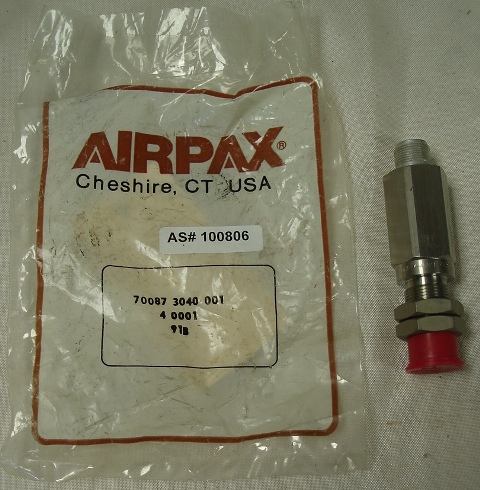 AIRPAX®
Cheshire, CT USA
AS# 100806
70087 3040 001
4 0001
91B